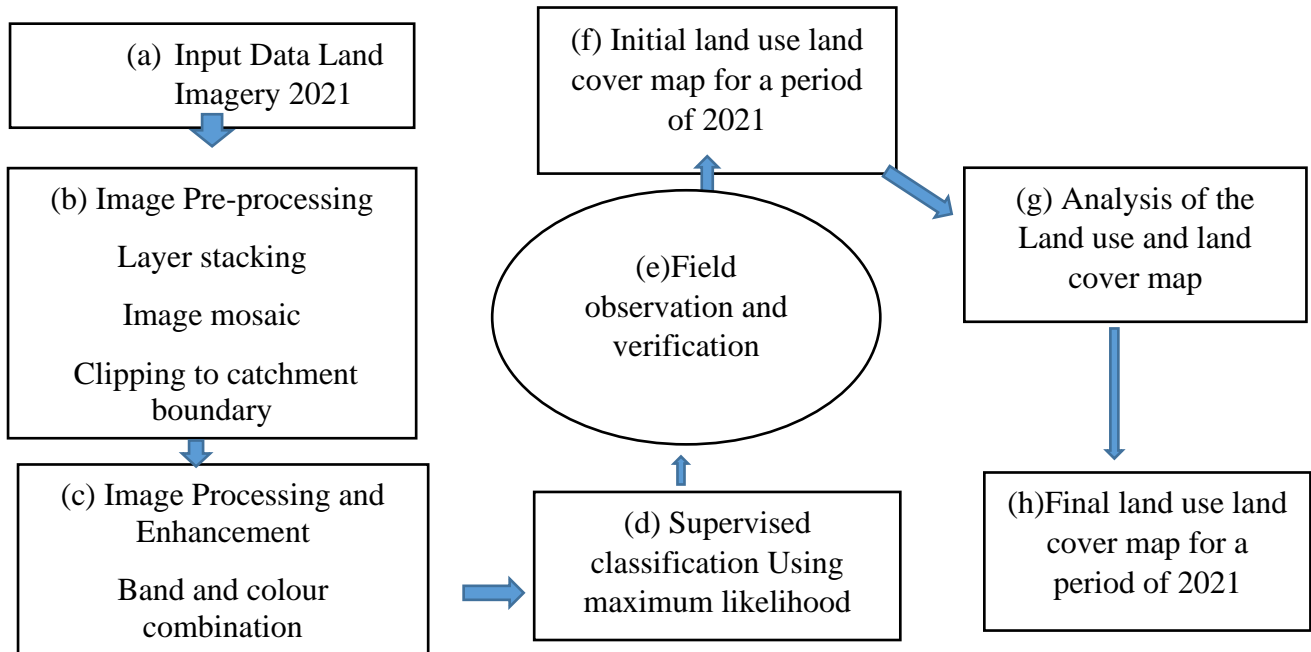 (a) Input Data Land
Imagery 2021
(b) Image Pre-processing
Layer stacking
Image mosaic
Clipping to catchment
boundary
(c) Image Processing and
Enhancement
Band and colour
combination
(d) Supervised
classification Using
maximum likelihood
(e)Field
observation and
verification
(f) Initial land use land
cover map for a period
of 2021
(g) Analysis of the
Land use and land
cover map
(h)Final land use land
cover map for a
period of 2021